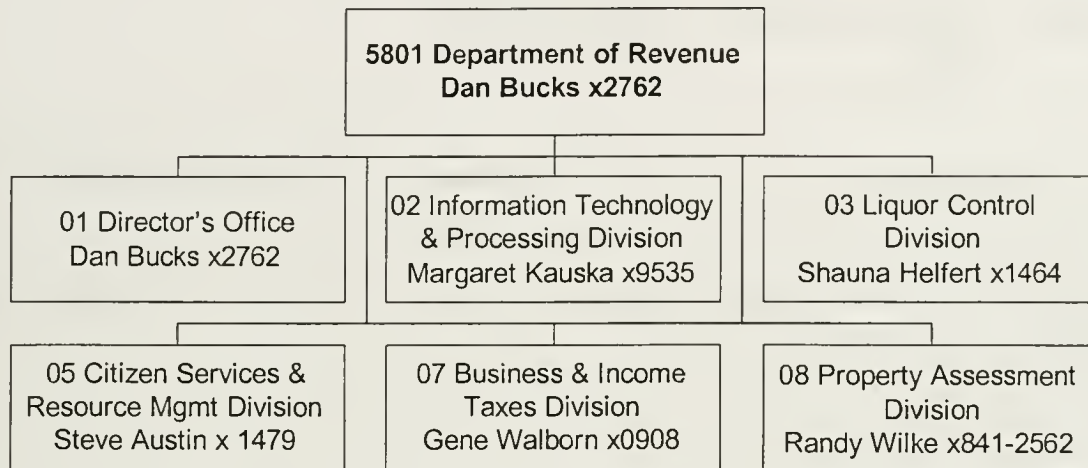 5801 Department of Revenue
Dan Bucks x2762
01 Director's Office
Dan Bucks x2762
02 Information Technology
& Processing Division
Margaret Kauska x9535
03 Liquor Control
Division
Shauna Helfert x1464
05 Citizen Services &
Resource Mgmt Division
Steve Austin x 1479
07 Business & Income
Taxes Division
Gene Walborn x0908
08 Property Assessment
Division
Randy Wilke x841-2562